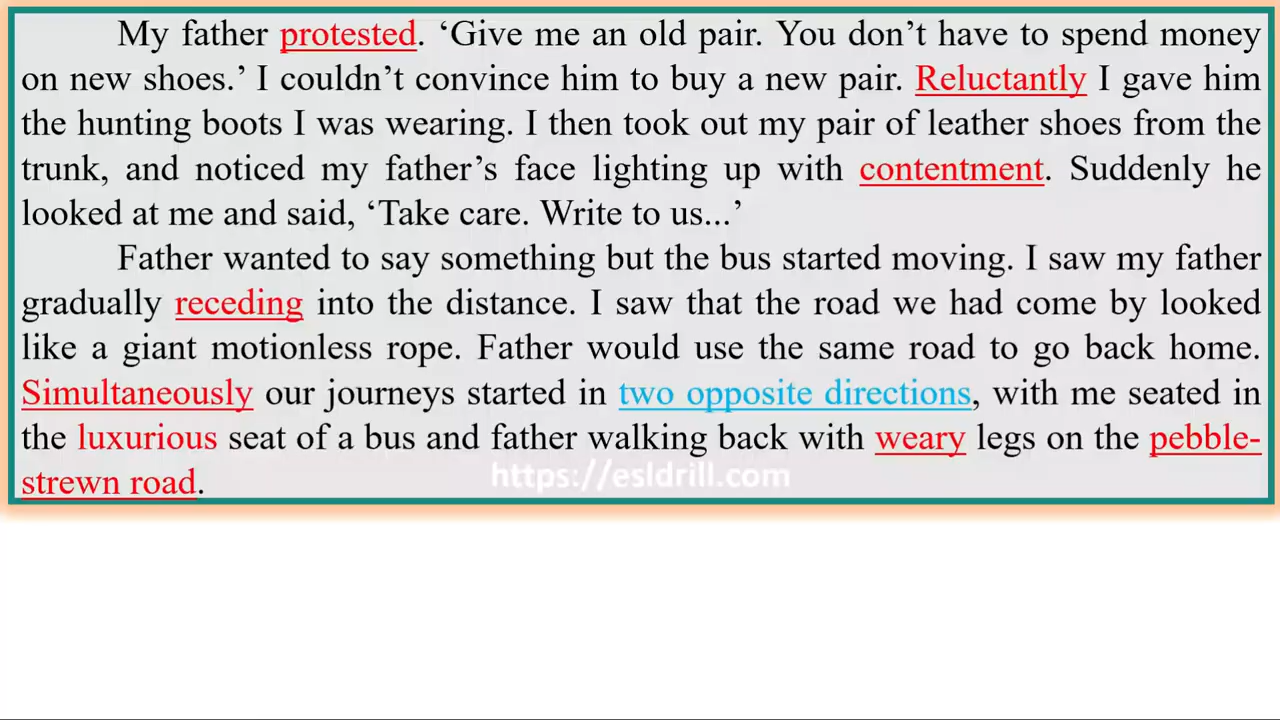 My father protested. ‘Give me an old pair. You don’t have to spend money
on new shoes.’ I couldn’t convince him to buy a new pair. Reluctantly I gave him
the hunting boots I was wearing. I then took out my pair of leather shoes from the
trunk, and noticed my father’s face lighting up with contentment. Suddenly he
looked at me and said, ‘Take care. Write to us...’
Father wanted to say something but the bus started moving. I saw my father
gradually receding into the distance. I saw that the road we had come by looked
like a giant motionless rope. Father would use the same road to go back home.
Simultaneously our journeys started in two opposite directions, with me seated in
the luxurious seat of a bus and father walking back with weary legs on the pebble-
strewn road.
https://esldrill.com